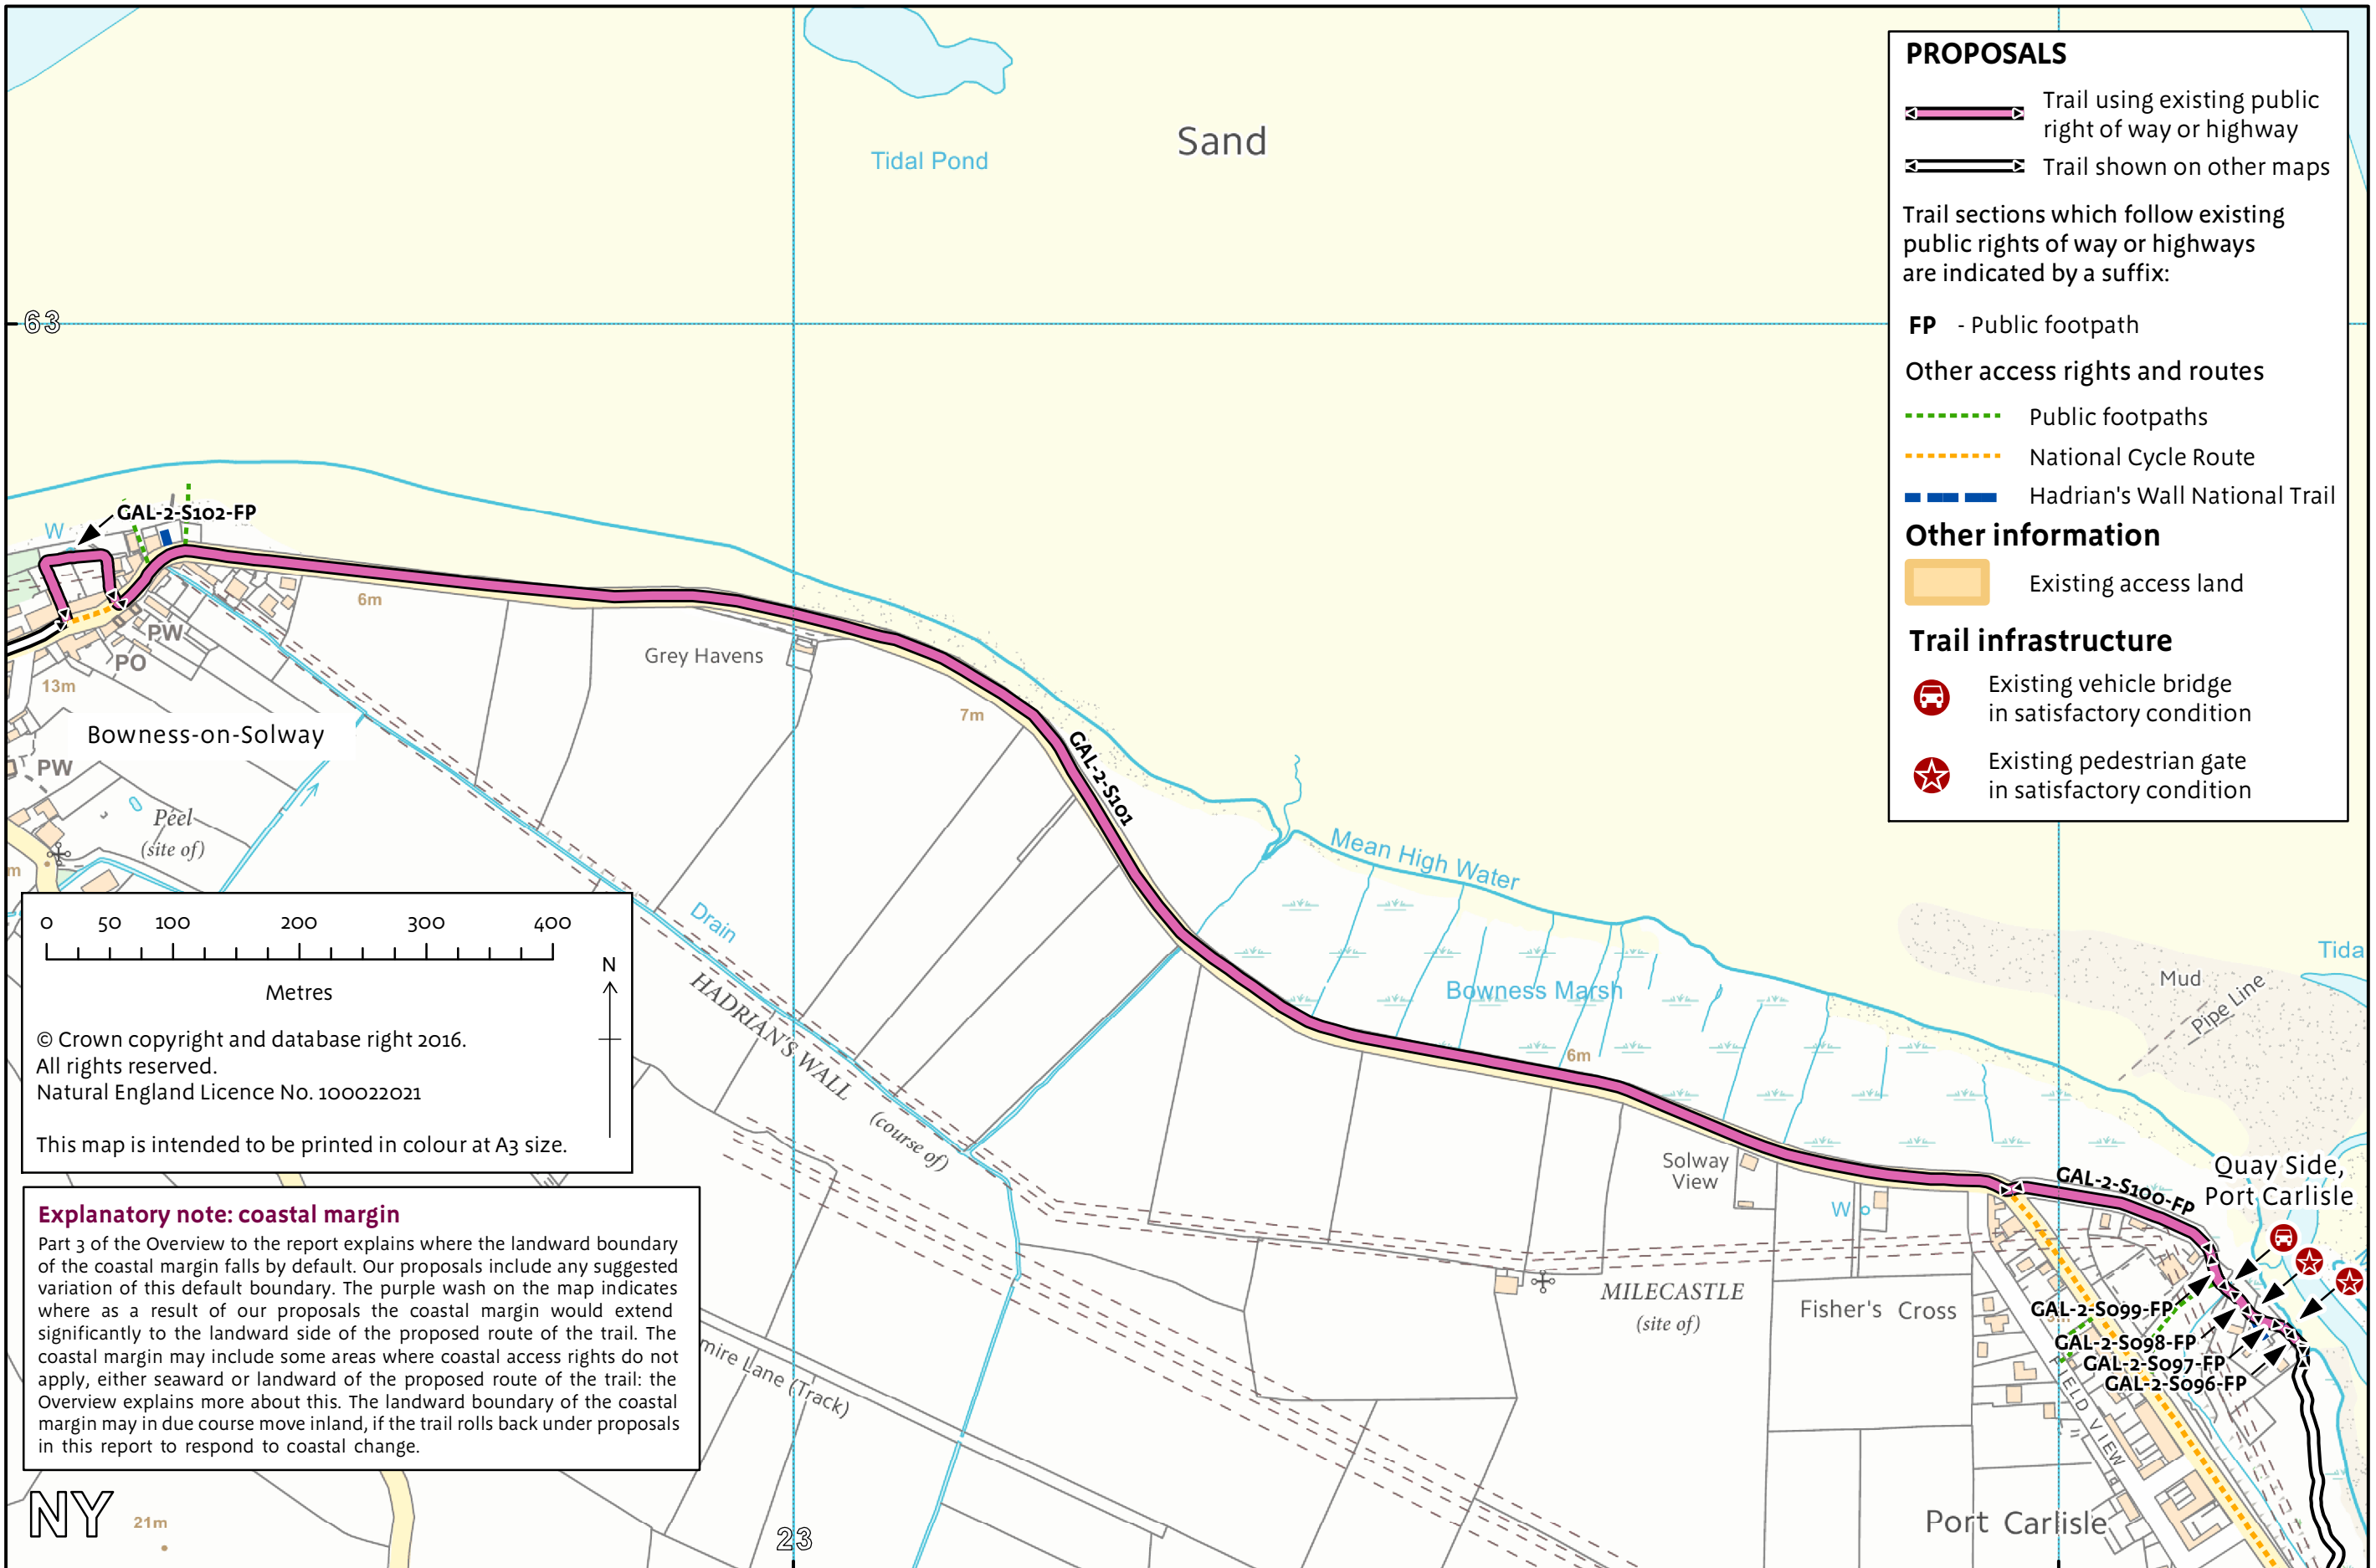 PROPOSALS
Trail using existing public
right of way or highway
Trail shown on other maps
Trail sections which follow existing
public rights of way or highways
are indicated by a suffix:
FP - Public footpath
Other access rights and routes
Public footpaths
National Cycle Route
Hadrian's Wall National Trail
Other information
Existing access land
Trail infrastructure
Existing vehicle bridge
in satisfactory condition
Existing pedestrian gate
in satisfactory condition
Sand
Tidal Pond
63
GAL-2-S102-FP
W
6m
PW
PO
13m
Grey Havens
7m
Bowness-on-Solway
PW
Peel
(site of)
m
GAL-2-S101
Mean High Water
Drain
HADRIAN'S WALL
(course of)
Bowness Marsh
6m
Mud
Pipe Line
Tida
Solway
View
W
GAL-2-S100-FP
Quay Side,
Port Carlisle
MILECASTLE
(site of)
Fisher's Cross
GAL-2-S099-FP
GAL-2-S098-FP
GAL-2-S097-FP
GAL-2-S096-FP
FIELD VIEW
Port Carlisle
0 50 100 200 300 400
Metres
N
© Crown copyright and database right 2016.
All rights reserved.
Natural England Licence No. 100022021
This map is intended to be printed in colour at A3 size.
Explanatory note: coastal margin
Part 3 of the Overview to the report explains where the landward boundary
of the coastal margin falls by default. Our proposals include any suggested
variation of this default boundary. The purple wash on the map indicates
where as a result of our proposals the coastal margin would extend
significantly to the landward side of the proposed route of the trail. The
coastal margin may include some areas where coastal access rights do not
apply, either seaward or landward of the proposed route of the trail: the
Overview explains more about this. The landward boundary of the coastal
margin may in due course move inland, if the trail rolls back under proposals
in this report to respond to coastal change.
mire Lane (Track)
NY
21m
23